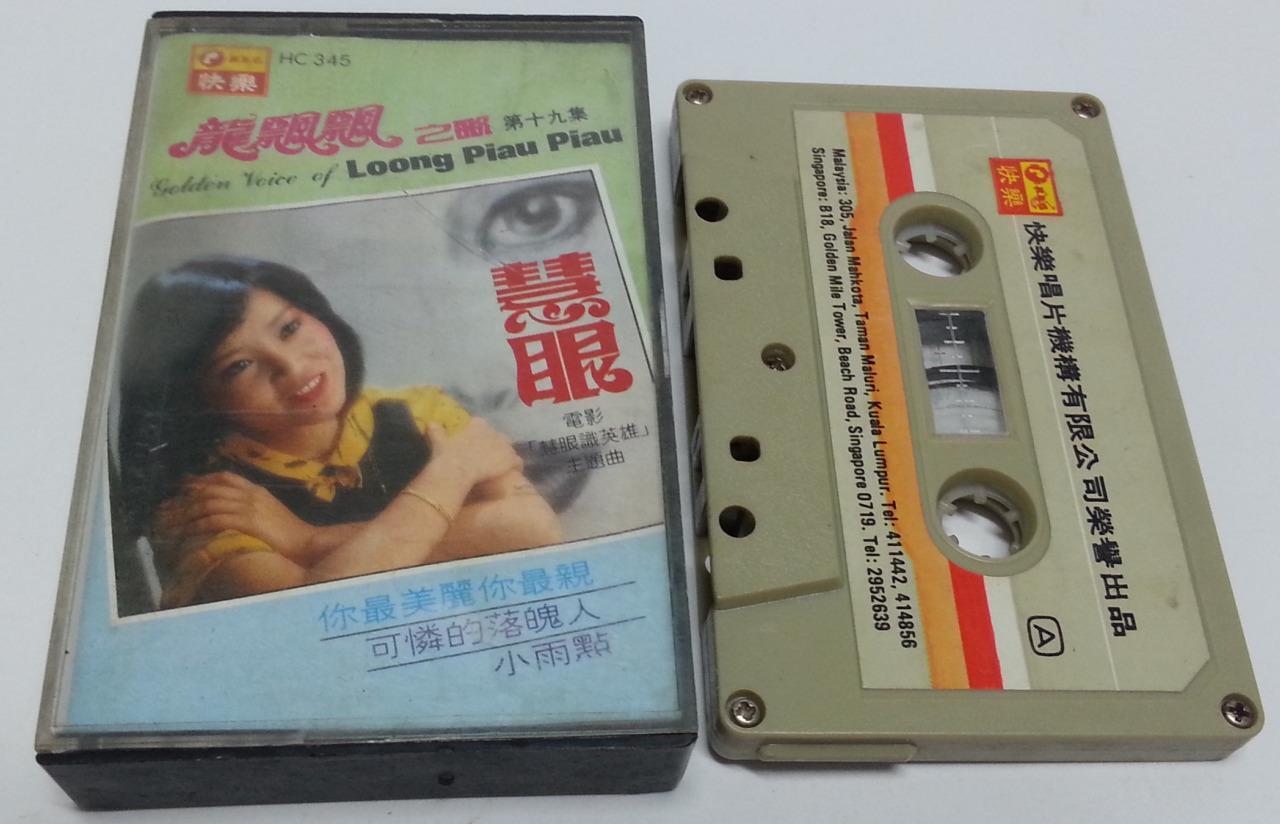 快樂
HC 345
龍飄飄之歌 第十九集
Golden Voice of Loong Piau Piau
慧眼
電影
「慧眼識英雄」
主題曲
你最美麗你最親
可憐的落魄人
小雨點
快樂
快樂唱片機構有限公司榮譽出品
A
Malaysia: 305, Jalan Mahkota, Taman Maluri, Kuala Lumpur. Tel: 411442, 414856
Singapore: 818, Golden Mile Tower, Beach Road, Singapore 0719. Tel: 2952639